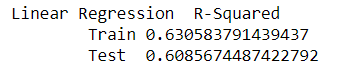 Linear Regression R-Squared
Train 0.630583791439437
Test 0.6085674487422792